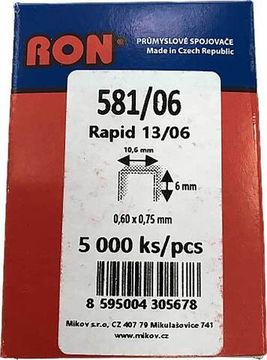 RON®
PRŮMYSLOVÉ SPOJOVAČE
Made in Czech Republic
581/06
Rapid 13/06
10,6 mm
6 mm
0,60 x 0,75 mm
5 000 ks/pcs
8 595004 305678
Mikov s.r.o, CZ 407 79 Mikulášovice 741
www.mikov.cz